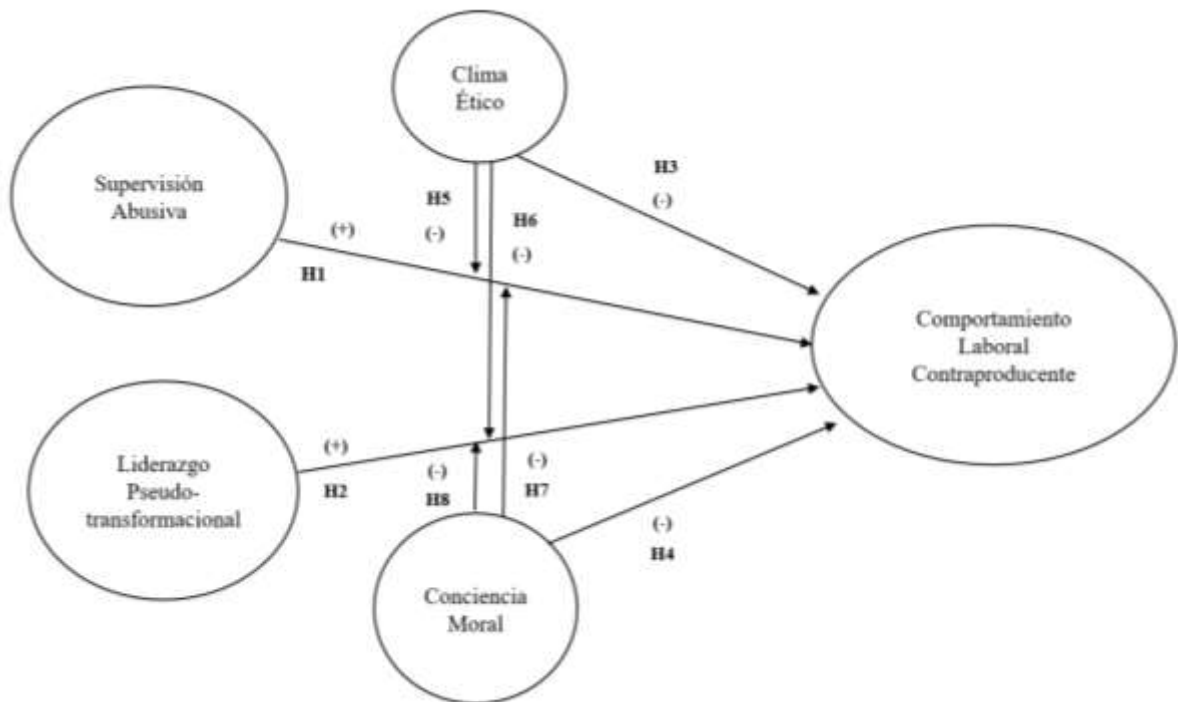 Clima
Ético
Supervisión
Abusiva
H3
(-)
H5
(-)
H6
(-)
(+)
H1
Comportamiento
Laboral
Contraproducente
Liderazgo
Pseudo-
transformacional
(+)
H2
(-)
H8
(-)
H7
(-)
H4
Conciencia
Moral